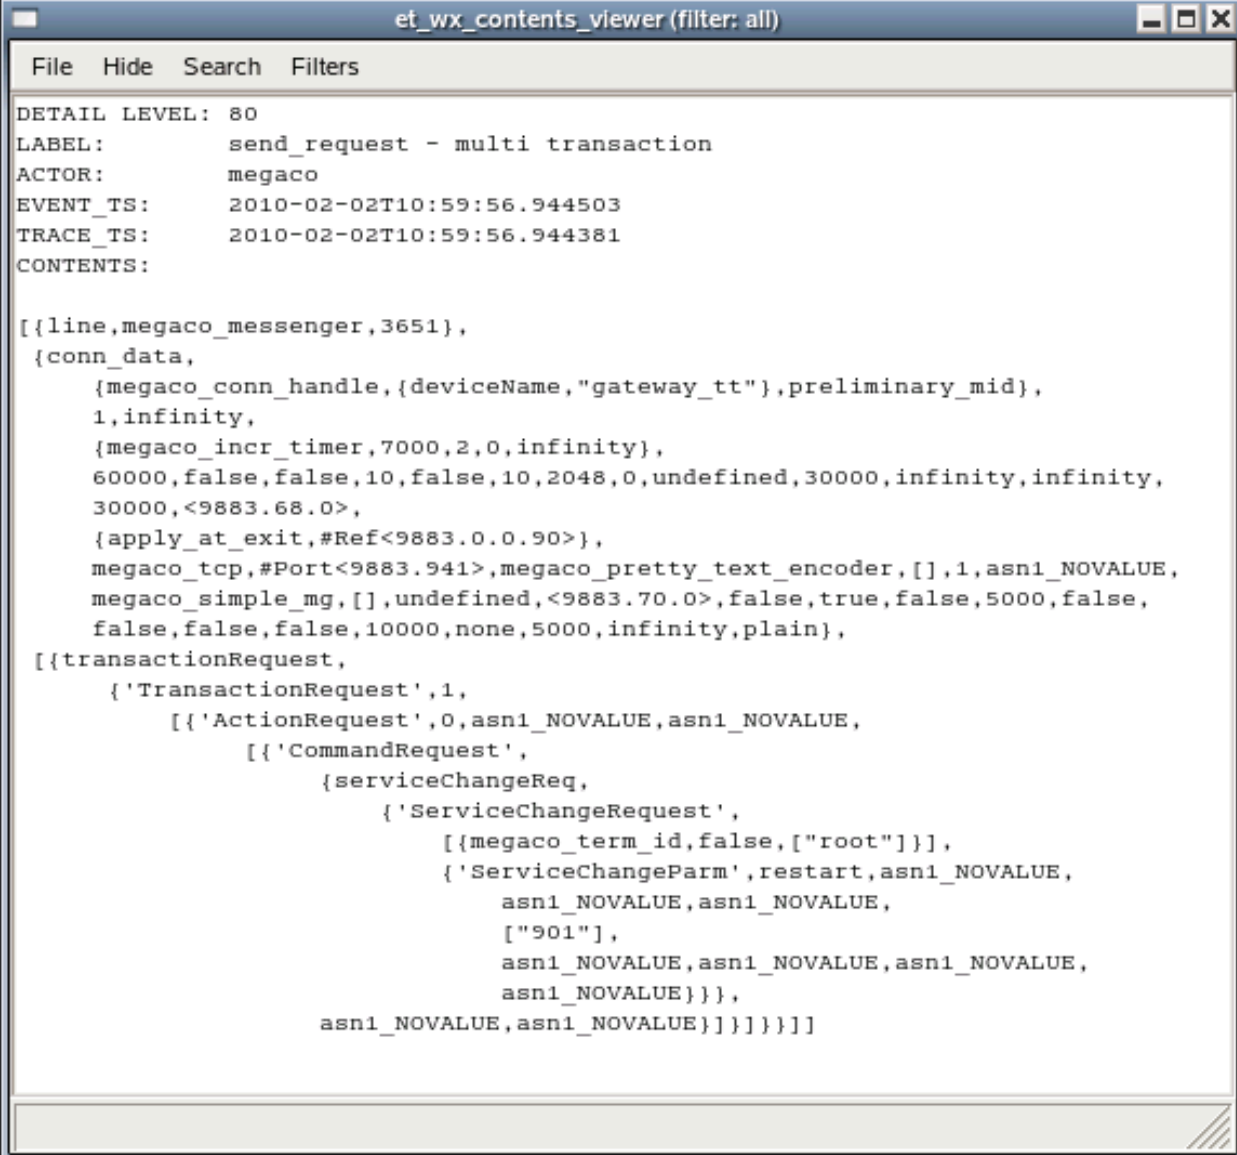 et_wx_contents_viewer (filter: all)
File Hide Search Filters
DETAIL LEVEL: 80
LABEL:        send_request - multi transaction
ACTOR:        megaco
EVENT_TS:     2010-02-02T10:59:56.944503
TRACE_TS:     2010-02-02T10:59:56.944381
CONTENTS:

[{line,megaco_messenger,3651},
 {conn_data,
     {megaco_conn_handle,{deviceName,"gateway_tt"},preliminary_mid},
     1,infinity,
     {megaco_incr_timer,7000,2,0,infinity},
     60000,false,false,10,false,10,2048,0,undefined,30000,infinity,infinity,
     30000,<9883.68.0>,
     {apply_at_exit,#Ref<9883.0.0.90>},
     megaco_tcp,#Port<9883.941>,megaco_pretty_text_encoder,[],1,asn1_NOVALUE,
     megaco_simple_mg,[],undefined,<9883.70.0>,false,true,false,5000,false,
     false,false,false,10000,none,5000,infinity,plain},
 [{transactionRequest,
      {'TransactionRequest',1,
          [{'ActionRequest',0,asn1_NOVALUE,asn1_NOVALUE,
               [{'CommandRequest',
                    {serviceChangeReq,
                        {'ServiceChangeRequest',
                            [{megaco_term_id,false,["root"]}],
                            {'ServiceChangeParm',restart,asn1_NOVALUE,
                                asn1_NOVALUE,asn1_NOVALUE,
                                ["901"],
                                asn1_NOVALUE,asn1_NOVALUE,asn1_NOVALUE,
                                asn1_NOVALUE}}},
                    asn1_NOVALUE,asn1_NOVALUE}]}]}}]]